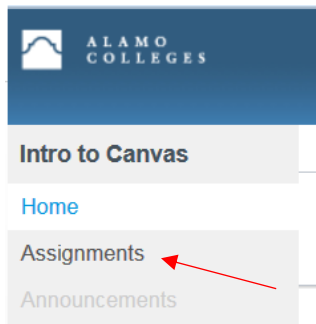 ALAMO
COLLEGES
Intro to Canvas
Home
Assignments
Announcements